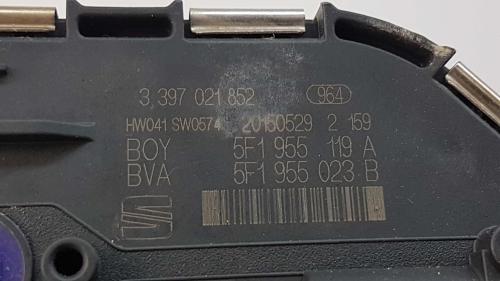 3 397 021 852 964
HW041 SW0574 20150529 2 159
BOY 5F1 955 119 A
BVA 5F1 955 023 B